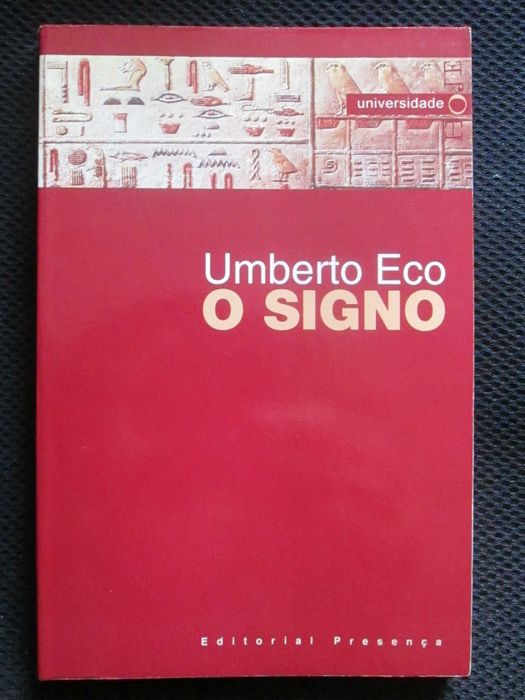 universidade
Umberto Eco
O SIGNO
Editorial Presença